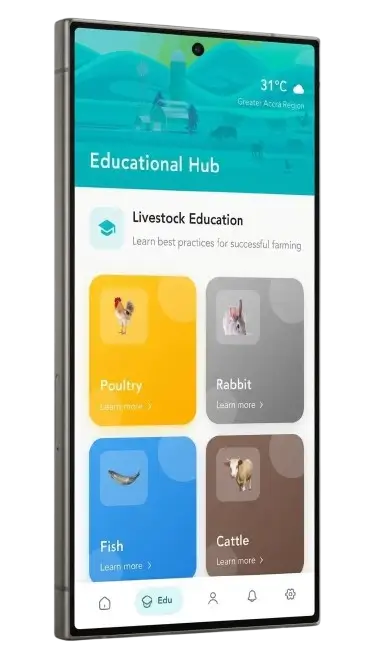 31°C
Greater Accra Region
Educational Hub
Livestock Education
Learn best practices for successful farming
Poultry
Learn more >
Rabbit
Learn more >
Fish
Learn more >
Cattle
Learn more >
Edu